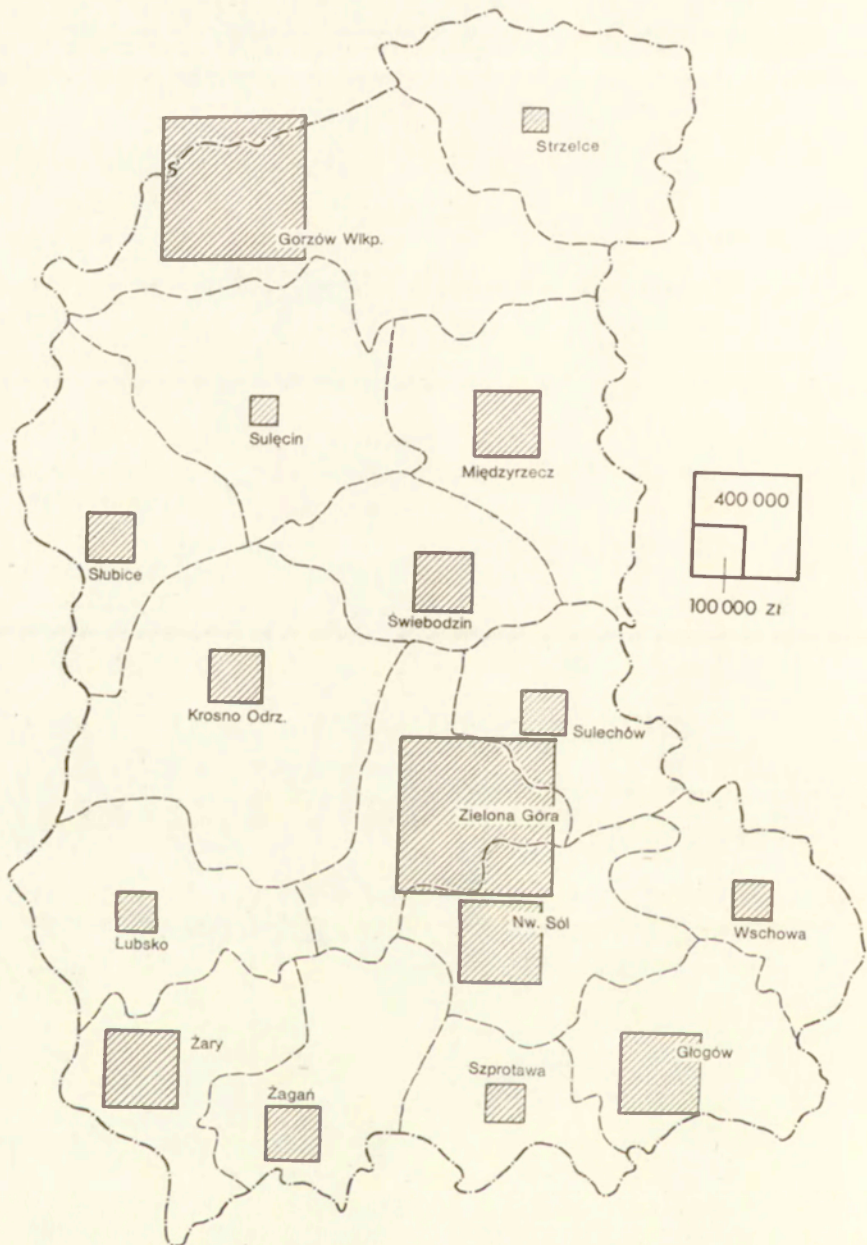 Strzelce
Gorzów Wlkp.
Sulęcin
Międzyrzecz
400 000
100 000 Zł
Słubice
Świebodzin
Krosno Odrz.
Sulechów
Zielona Góra
Nw. Sól
Wschowa
Lubsko
Żary
Głogów
Szprotawa
Żagań